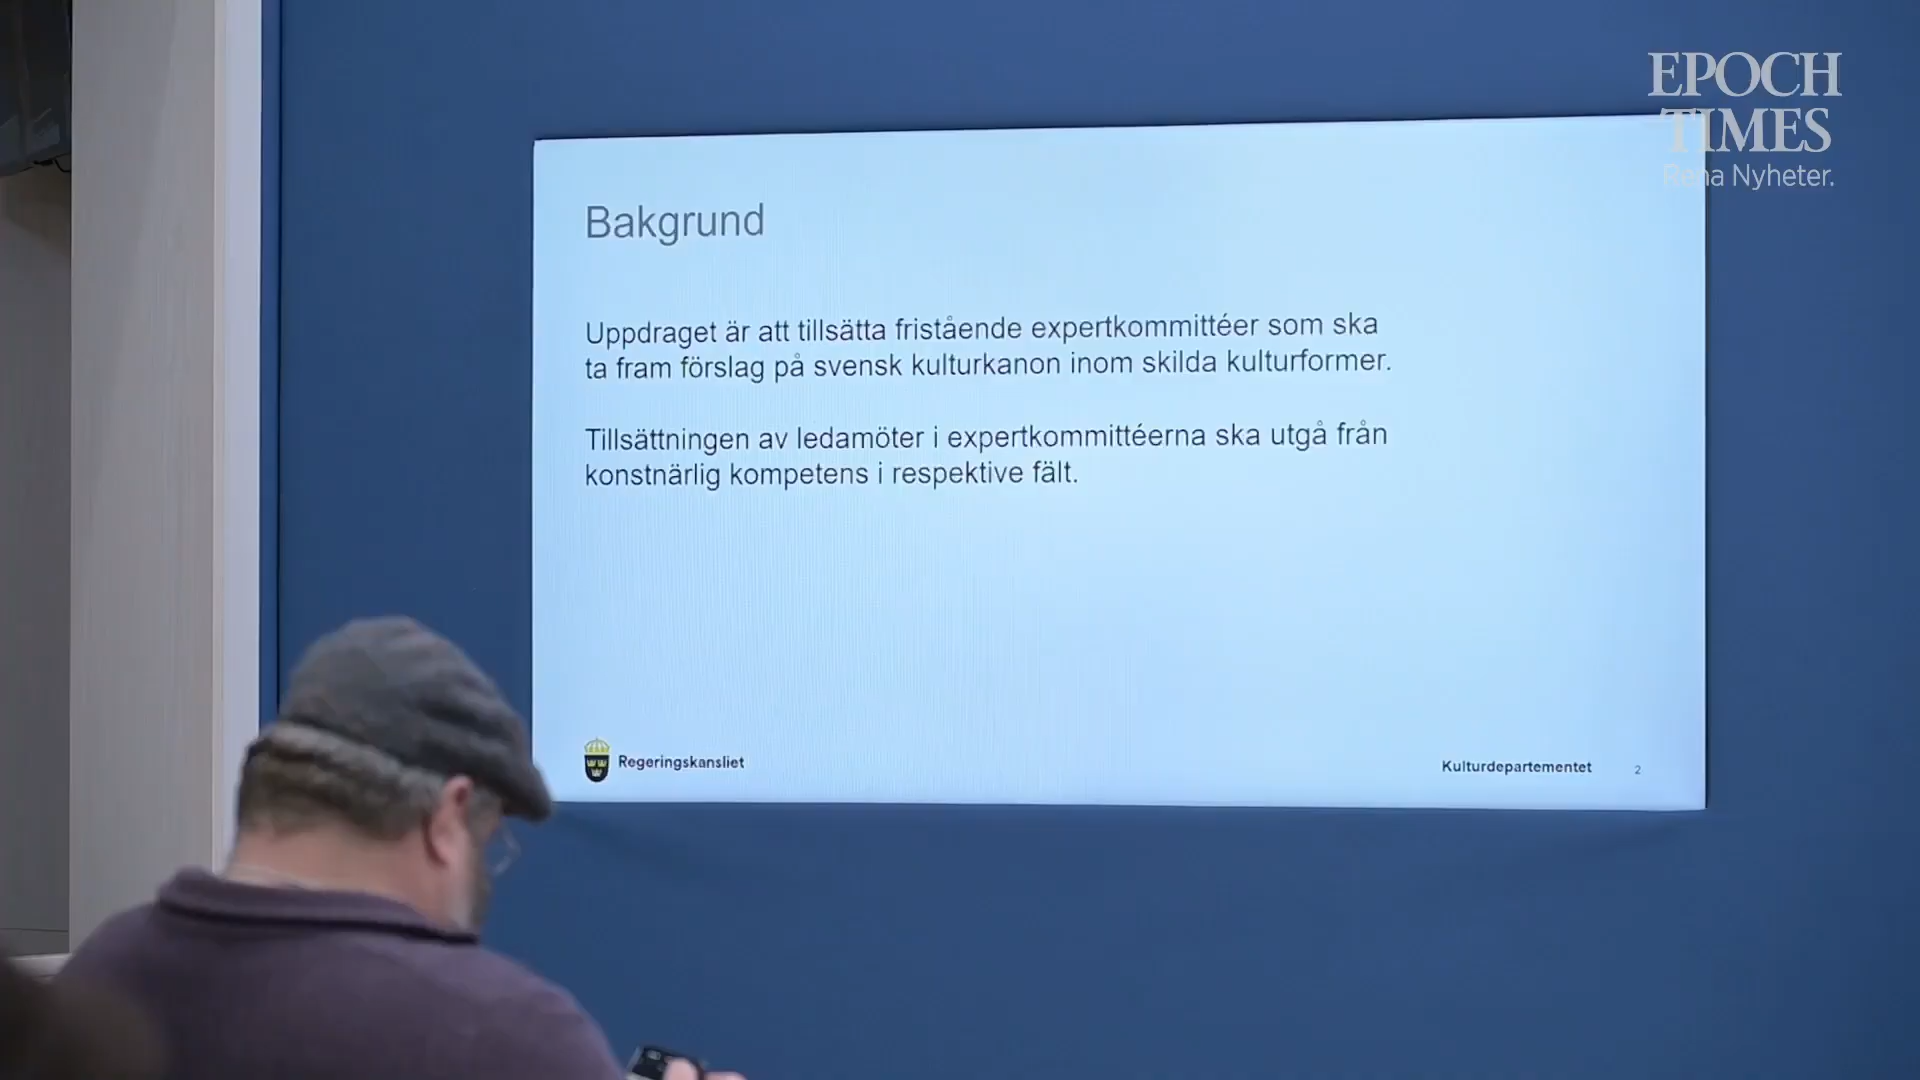 EPOCH
TIMES
Rena Nyheter.
Bakgrund
Uppdraget är att tillsätta fristående expertkommittéer som ska
ta fram förslag på svensk kulturkanon inom skilda kulturformer.
Tillsättningen av ledamöter i expertkommittéerna ska utgå från
konstnärlig kompetens i respektive fält.
Regeringskansliet
Kulturdepartementet
2